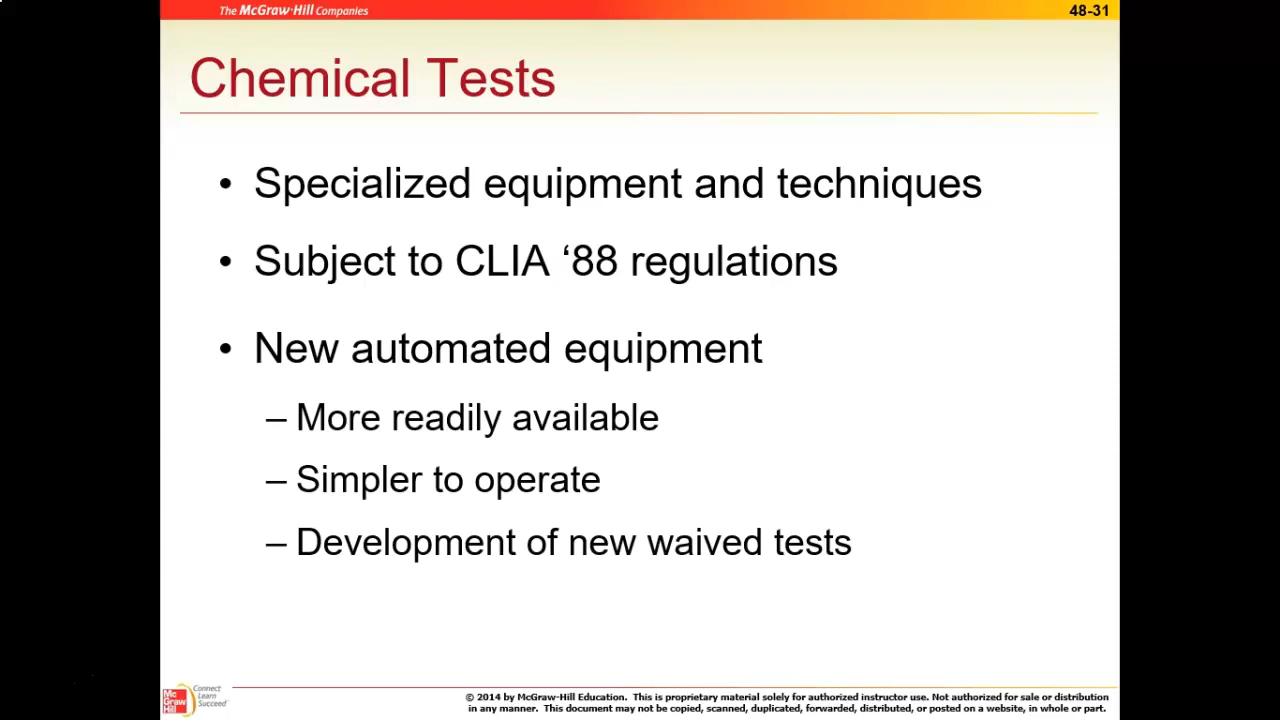 The McGraw-Hill Companies
48-31
Chemical Tests
• Specialized equipment and techniques
• Subject to CLIA ‘88 regulations
• New automated equipment
– More readily available
– Simpler to operate
– Development of new waived tests
Mc
Graw
Hill
Connect
Learn
Succeed
© 2014 by McGraw-Hill Education. This is proprietary material solely for authorized instructor use. Not authorized for sale or distribution
in any manner. This document may not be copied, scanned, duplicated, forwarded, distributed, or posted on a website, in whole or part.